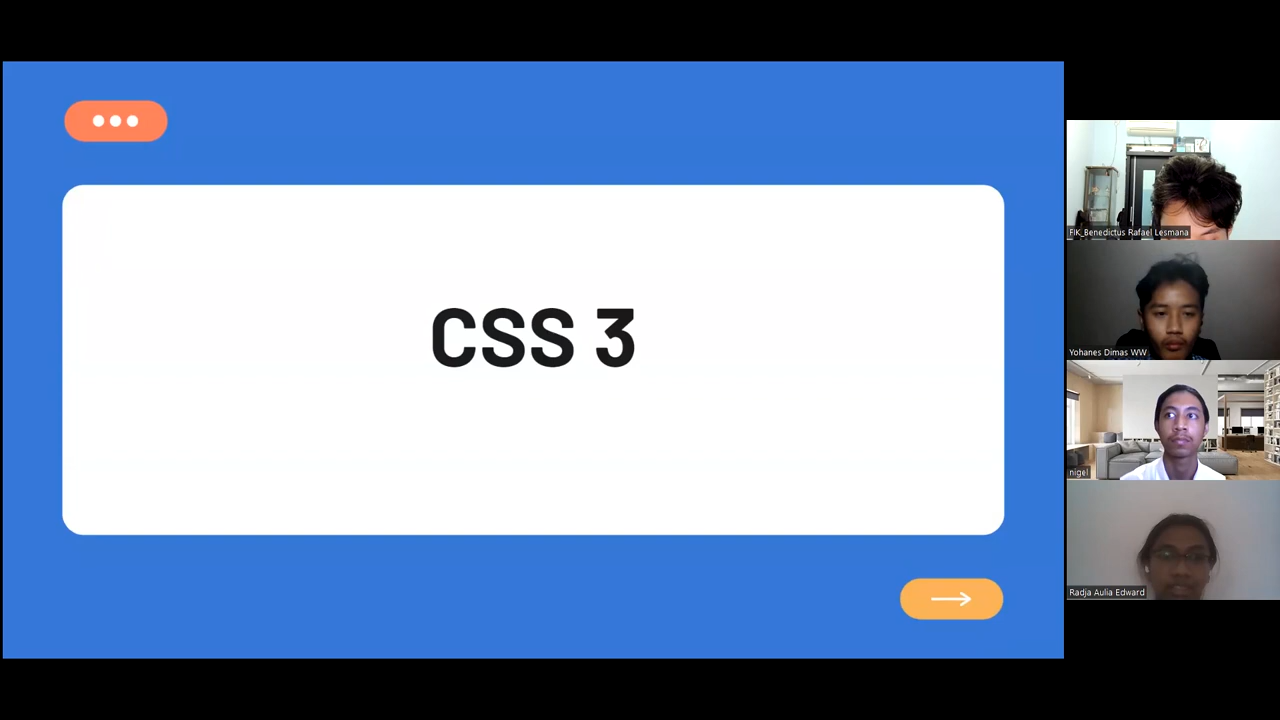 CSS 3
FIK_Benedictus Rafael Lesmana
Yohanes Dimas WW
nigel
Radja Aulia Edward